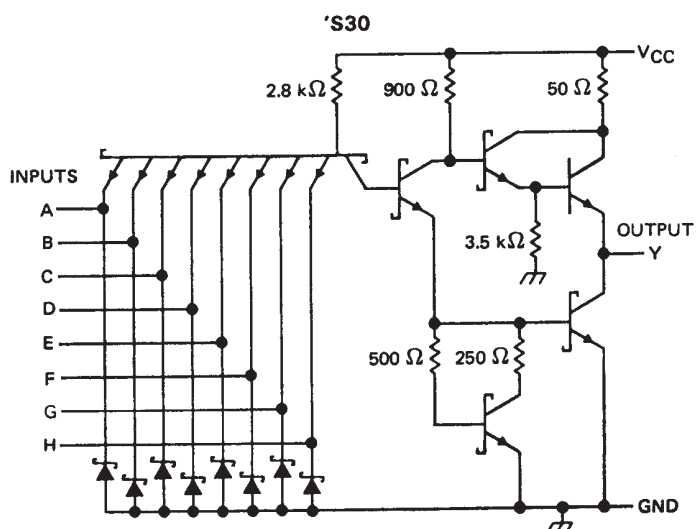 'S30
VCC
2.8 kΩ
900 Ω
50 Ω
INPUTS
A
B
C
D
E
F
G
H
3.5 kΩ
OUTPUT
Y
500 Ω
250 Ω
GND